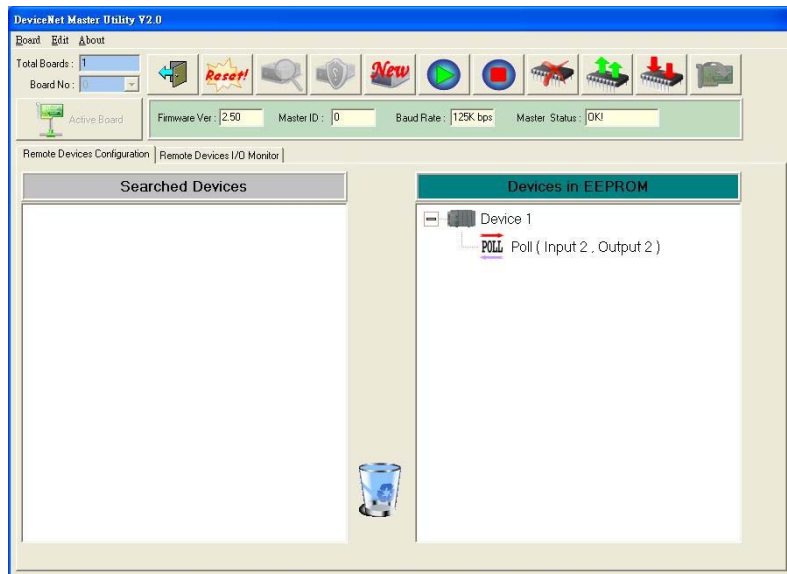 DeviceNet Master Utility V2.0
Board Edit About
Total Boards : 1
Board No : 0
Reset!
New
Active Board
Firmware Ver : 2.50 Master ID : 0 Baud Rate : 125K bps Master Status : OK!
Remote Devices Configuration Remote Devices I/O Monitor
Searched Devices
Devices in EEPROM
Device 1
POLL Poll ( Input 2 , Output 2 )